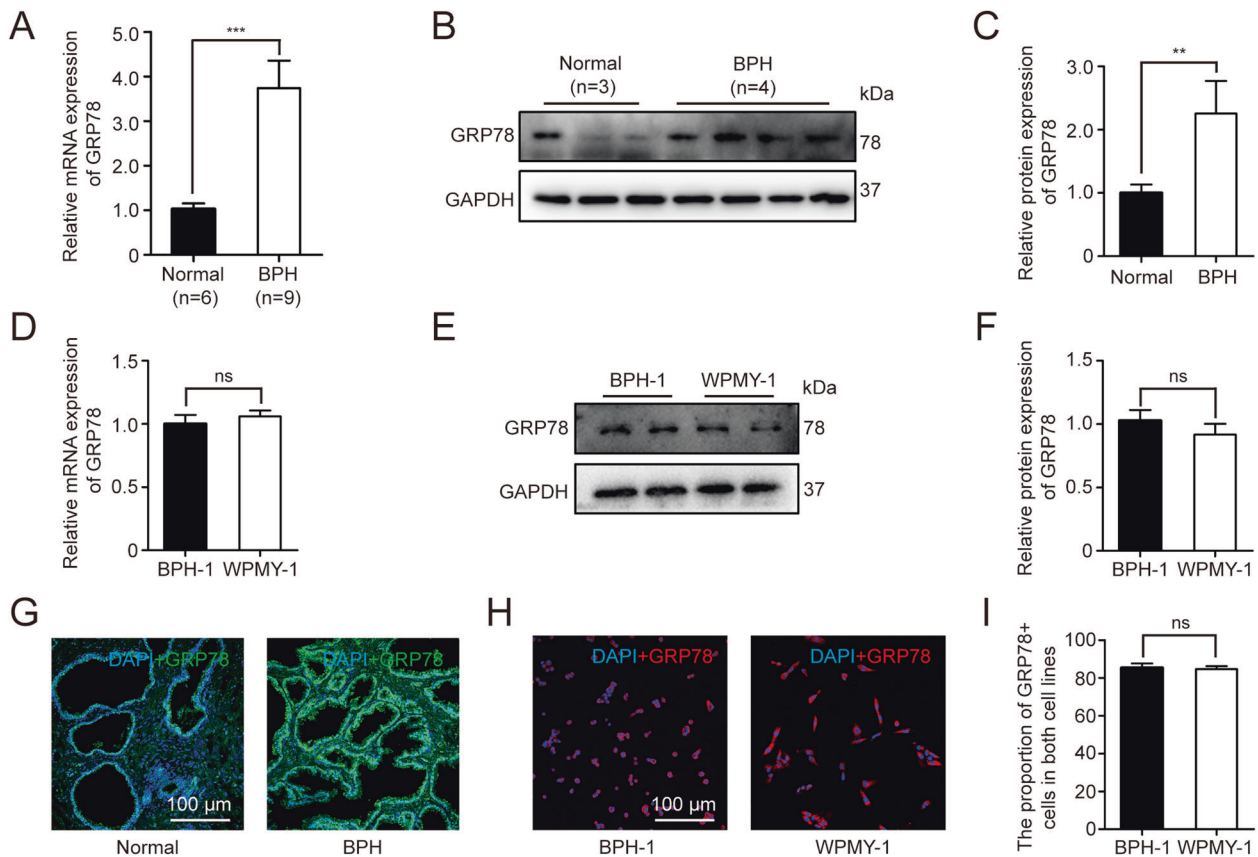 A
Relative mRNA expression
of GRP78
5.0
4.0
3.0
2.0
1.0
0
***
Normal
(n=6)
BPH
(n=9)
B
Normal
(n=3)
BPH
(n=4)
kDa
GRP78
78
GAPDH
37
C
Relative protein expression
of GRP78
3.0
2.0
1.0
0
**
Normal
BPH
D
Relative mRNA expression
of GRP78
1.5
1.0
0.5
0
ns
BPH-1
WPMY-1
E
BPH-1
WPMY-1
kDa
GRP78
78
GAPDH
37
F
Relative protein expression
of GRP78
1.5
1.0
0.5
0
ns
BPH-1
WPMY-1
G
DAPI+GRP78
100 µm
Normal
DAPI+GRP78
BPH
H
DAPI+GRP78
100 µm
BPH-1
DAPI+GRP78
WPMY-1
I
The proportion of GRP78+
cells in both cell lines
100
80
60
40
20
0
ns
BPH-1
WPMY-1